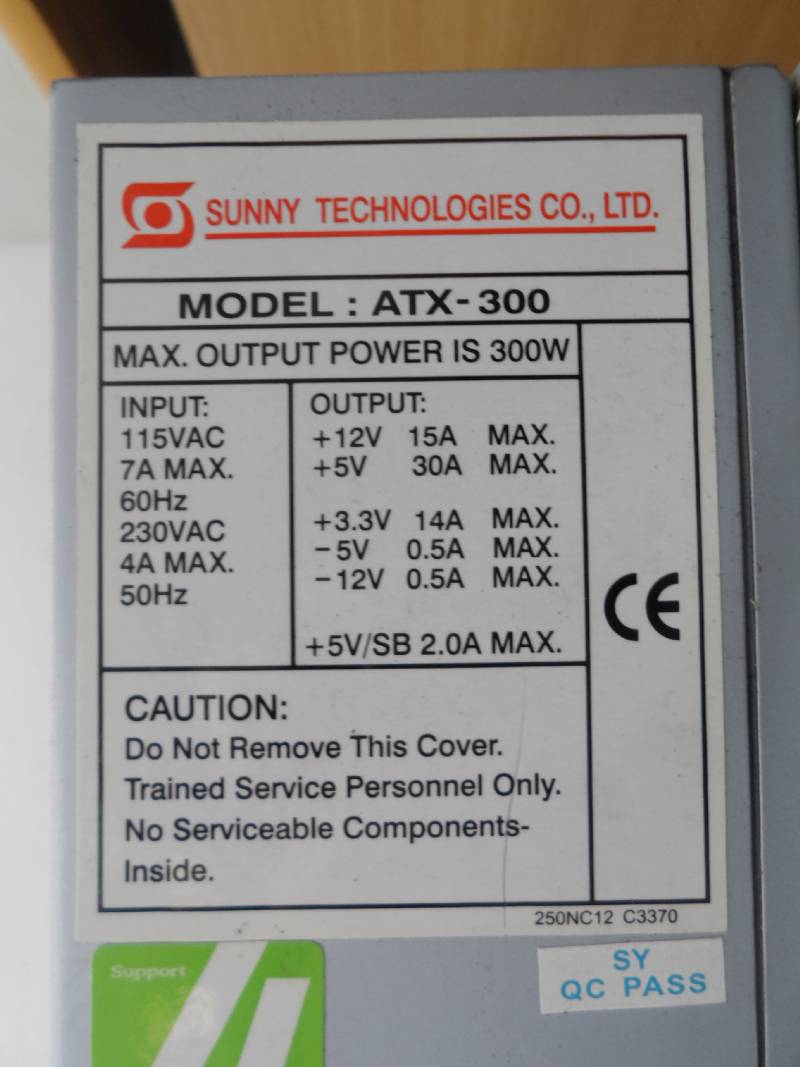 SUNNY TECHNOLOGIES CO., LTD.
MODEL : ATX-300
MAX. OUTPUT POWER IS 300W
INPUT:
115VAC
7A MAX.
60Hz
230VAC
4A MAX.
50Hz
OUTPUT:
+12V 15A MAX.
+5V 30A MAX.
+3.3V 14A MAX.
-5V 0.5A MAX.
-12V 0.5A MAX.
+5V/SB 2.0A MAX.
CE
CAUTION:
Do Not Remove This Cover.
Trained Service Personnel Only.
No Serviceable Components-
Inside.
250NC12 C3370
Support
SY
QC PASS